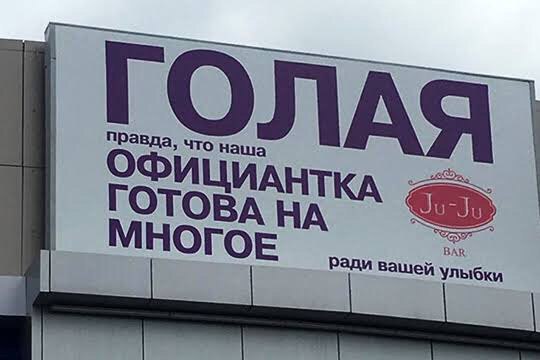 ГОЛАЯ
правда, что наша
ОФИЦИАНТКА
ГОТОВА НА
МНОГОЕ
Ju-Ju
BAR
ради вашей улыбки